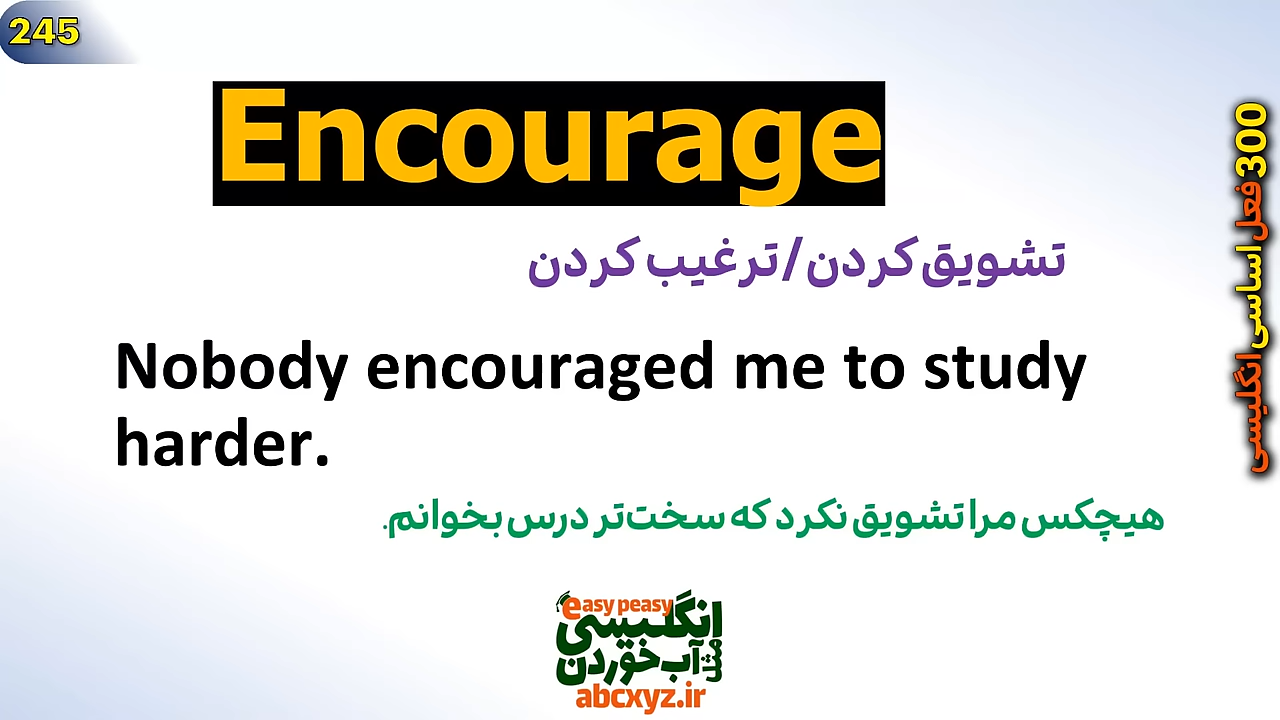 245
Encourage
تشویق کردن/ترغیب کردن
Nobody encouraged me to study
harder.
هیچکس مرا تشویق نکرد که سخت‌تر درس بخوانم.
300 فعل اساسی انگلیسی
easy peasy
انگلیسی
مثل آب خوردن
abcxyz.ir